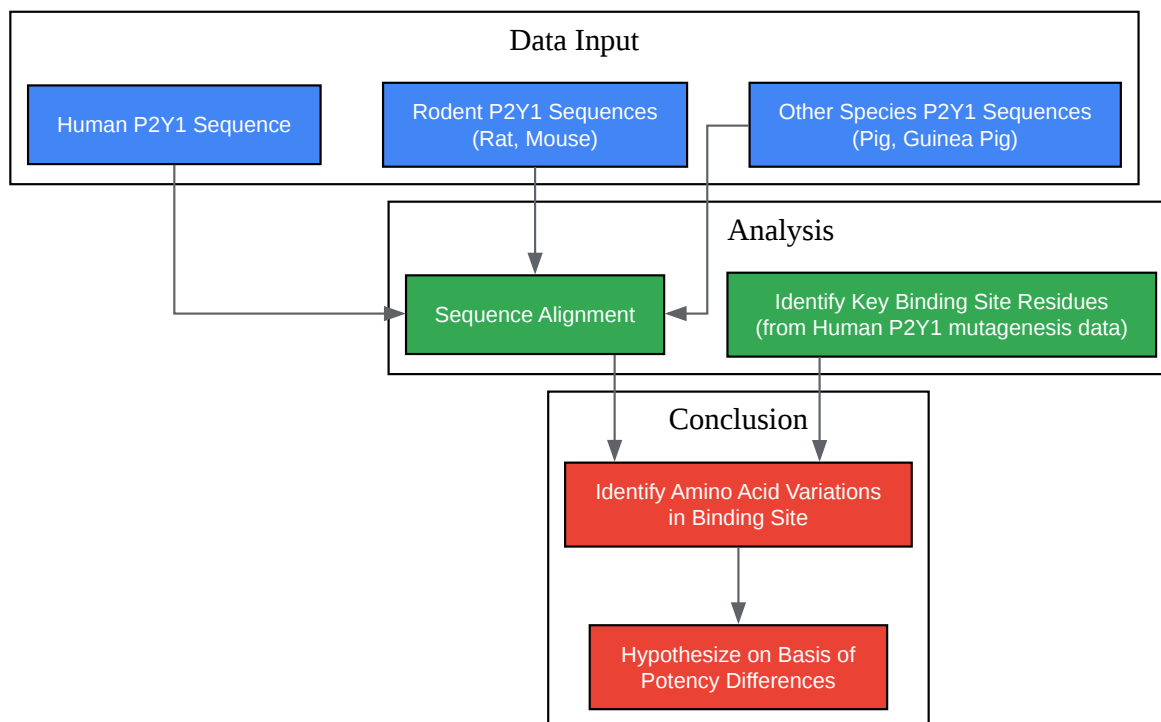 Data Input
Human P2Y1 Sequence
Rodent P2Y1 Sequences
(Rat, Mouse)
Other Species P2Y1 Sequences
(Pig, Guinea Pig)
Analysis
Sequence Alignment
Identify Key Binding Site Residues
(from Human P2Y1 mutagenesis data)
Conclusion
Identify Amino Acid Variations
in Binding Site
Hypothesize on Basis of
Potency Differences